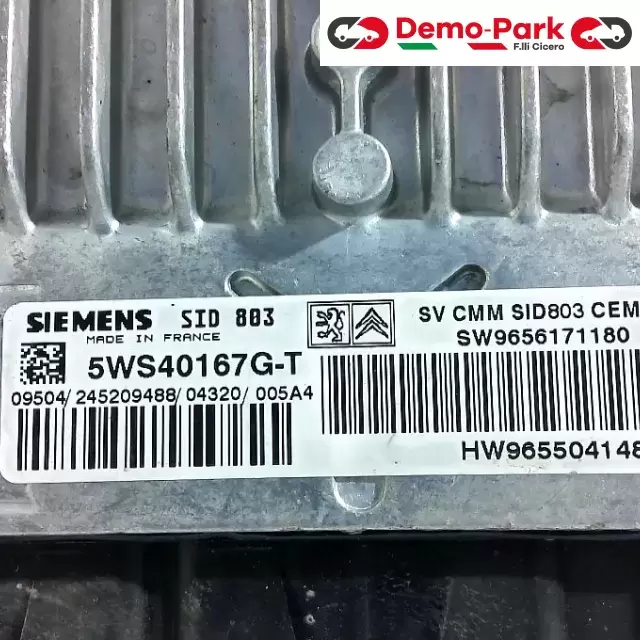 Demo-Park
F.lli Cicero
SIEMENS SID 803
MADE IN FRANCE
5WS40167G-T
09504/ 245209488/ 04320/ 005A4
SV CMM SID803 CEM
SW9656171180
HW965504148